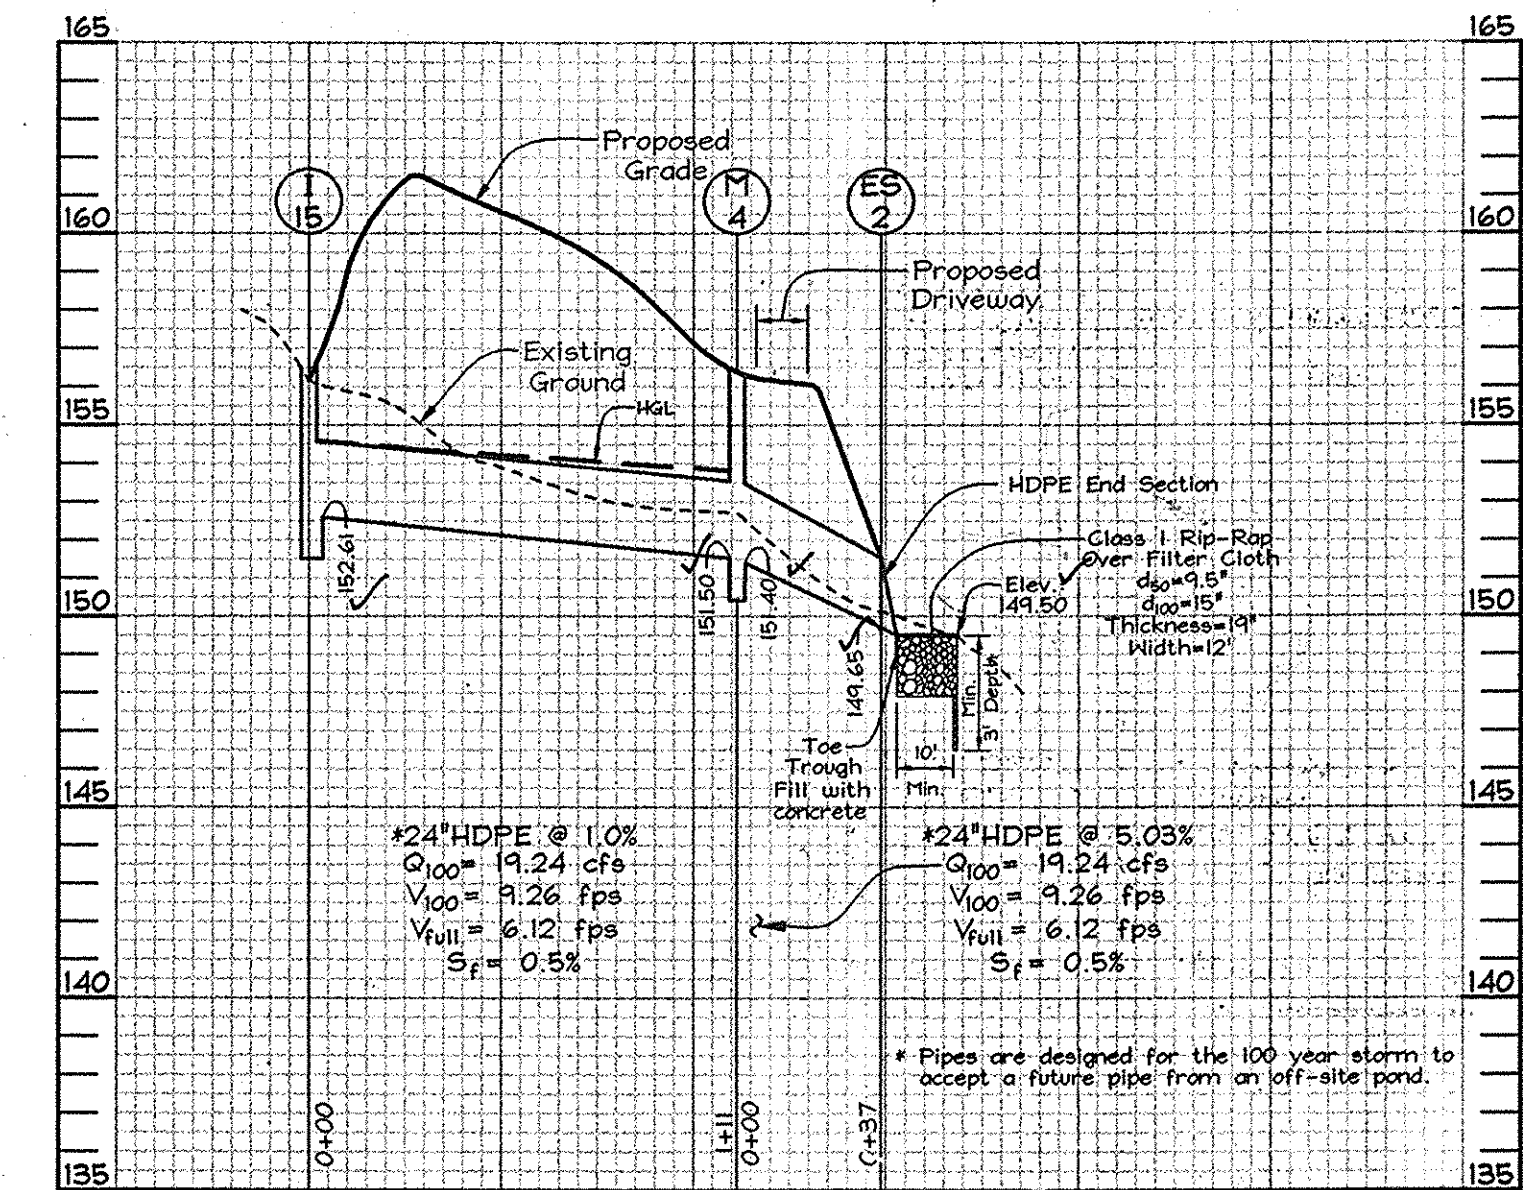 165
165
Proposed
Grade
I
15
M
4
ES
2
160
160
Proposed
Driveway
Existing
Ground
HGL
155
155
HDPE End Section
Class I Rip-Rap
Over Filter Cloth
d50=9.5"
d100=15"
Thickness=19"
Width=12'
Elev.
149.50
152.61
151.50
151.40
149.65
150
150
Min.
3' Depth
10'
Min.
Toe
Trough
Fill with
concrete
145
145
*24"HDPE @ 1.0%
Q100= 19.24 cfs
V100= 9.26 fps
Vfull= 6.12 fps
Sf= 0.5%
*24"HDPE @ 5.03%
Q100= 19.24 cfs
V100= 9.26 fps
Vfull= 6.12 fps
Sf= 0.5%
140
140
* Pipes are designed for the 100 year storm to
accept a future pipe from an off-site pond.
0+00
1+11
0+00
0+37
135
135